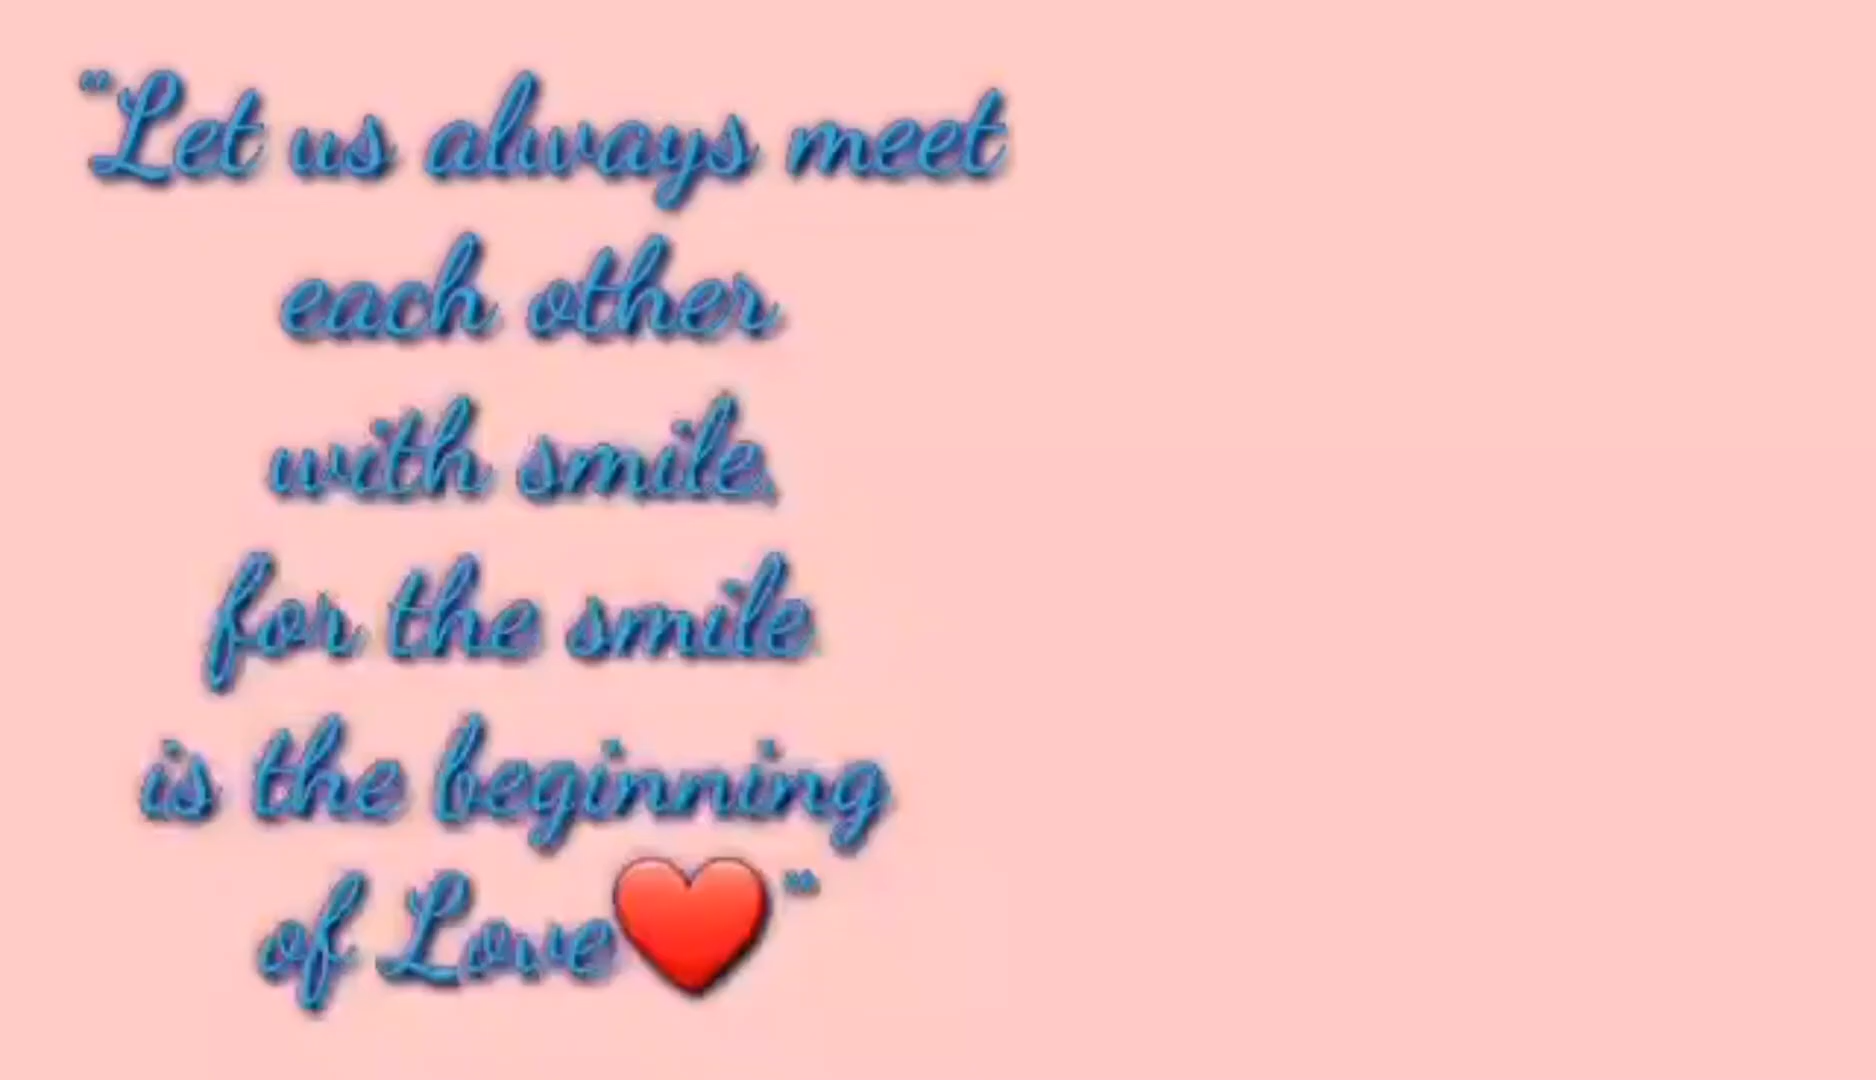 "Let us always meet
each other
with smile,
for the smile
is the beginning
of Love❤️"